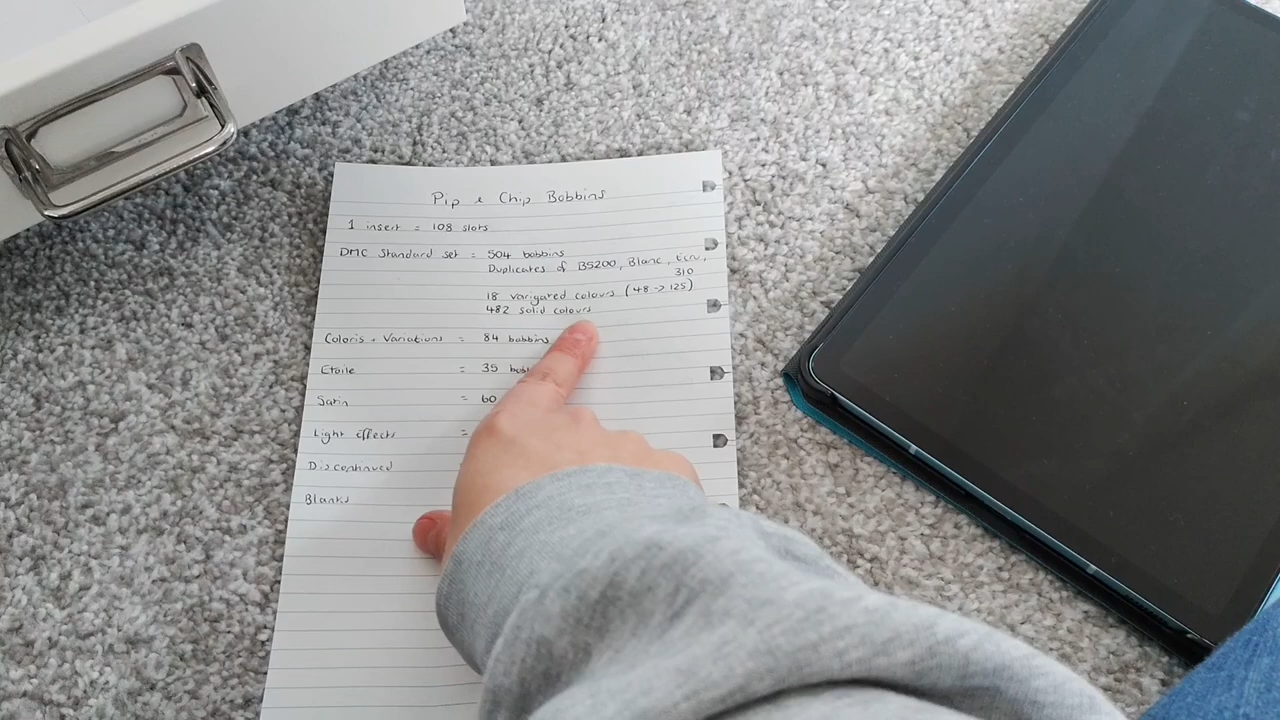 Pip & Chip Bobbins
1 insert = 108 slots
DMC Standard set = 504 bobbins
Duplicates of B5200, Blanc, Ecru,
310
18 varigated colours (48 -> 125)
482 solid colours
Coloris + Variations = 84 bobbins
Etoile = 35
Satin = 60
Light Effects =
Discontinued
Blanks